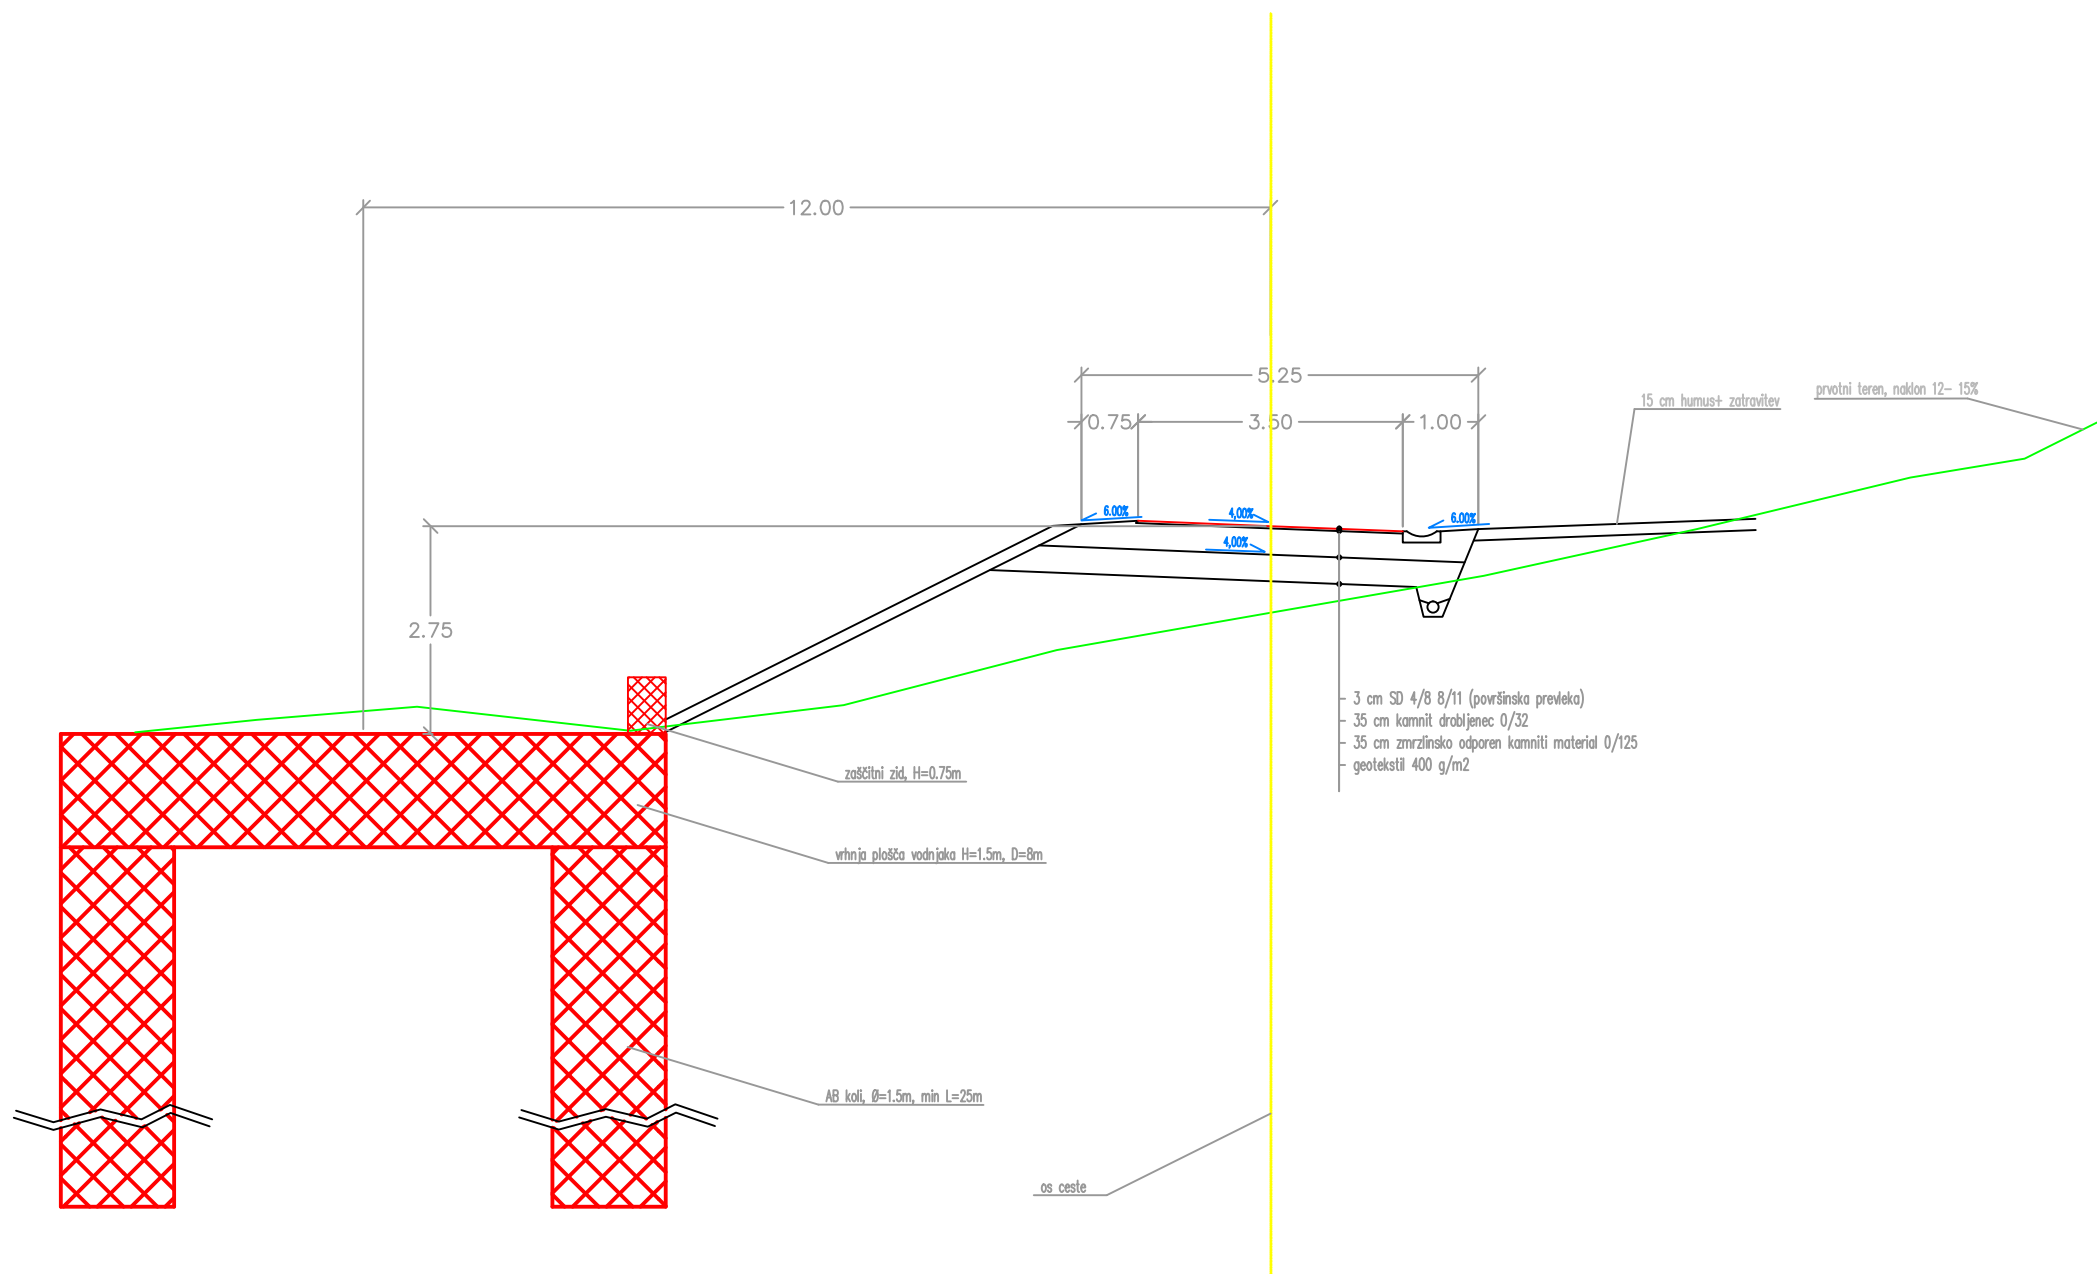 12.00
5.25
0.75
3.50
1.00
15 cm humus+ zatravitev
prvotni teren, naklon 12- 15%
6.00%
4,00%
6.00%
4,00%
2.75
3 cm SD 4/8 8/11 (površinska prevleka)
35 cm kamnit drobljenec 0/32
35 cm zmrzlinsko odporen kamniti material 0/125
geotekstil 400 g/m2
zaščitni zid, H=0.75m
vrhnja plošča vodnjaka H=1.5m, D=8m
AB koli, Ø=1.5m, min L=25m
os ceste